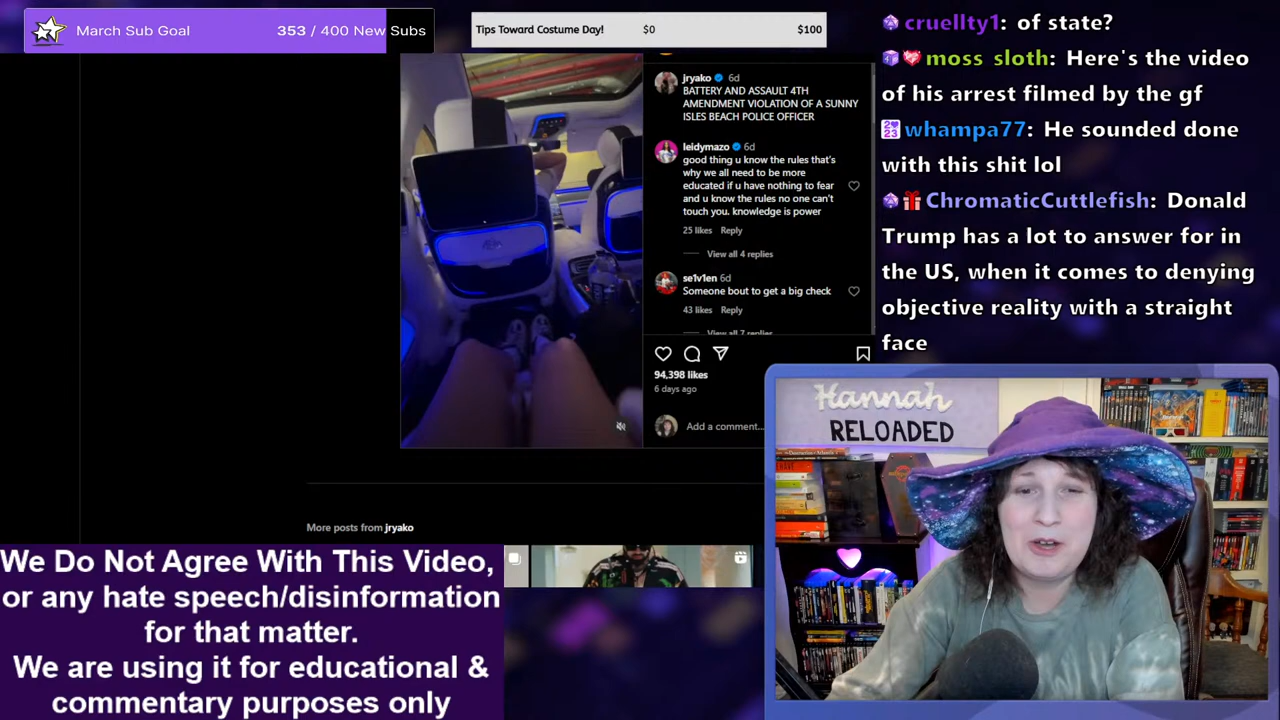 March Sub Goal
353 / 400 New Subs
Tips Toward Costume Day!
$0
$100
jryako 6d
BATTERY AND ASSAULT 4TH
AMENDMENT VIOLATION OF A SUNNY
ISLES BEACH POLICE OFFICER
leidymazo 6d
good thing u know the rules that's
why we all need to be more
educated if u have nothing to fear
and u know the rules no one can't
touch you. knowledge is power
25 likes Reply
View all 4 replies
se1v1en 6d
Someone bout to get a big check
43 likes Reply
View all 7 replies
94,398 likes
6 days ago
Add a comment...
More posts from jryako
We Do Not Agree With This Video,
or any hate speech/disinformation
for that matter.
We are using it for educational &
commentary purposes only
cruellty1: of state?
moss_sloth: Here's the video
of his arrest filmed by the gf
whampa77: He sounded done
with this shit lol
ChromaticCuttlefish: Donald
Trump has a lot to answer for in
the US, when it comes to denying
objective reality with a straight
face
Hannah
RELOADED